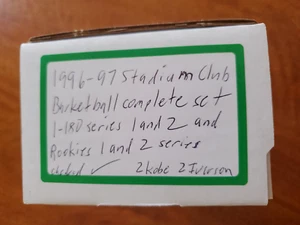 1996-97 Stadium Club
Basketball complete set
1-180 series 1 and 2 and
Rookies 1 and 2 series
checked ✓ 2 kobe 2 Iverson